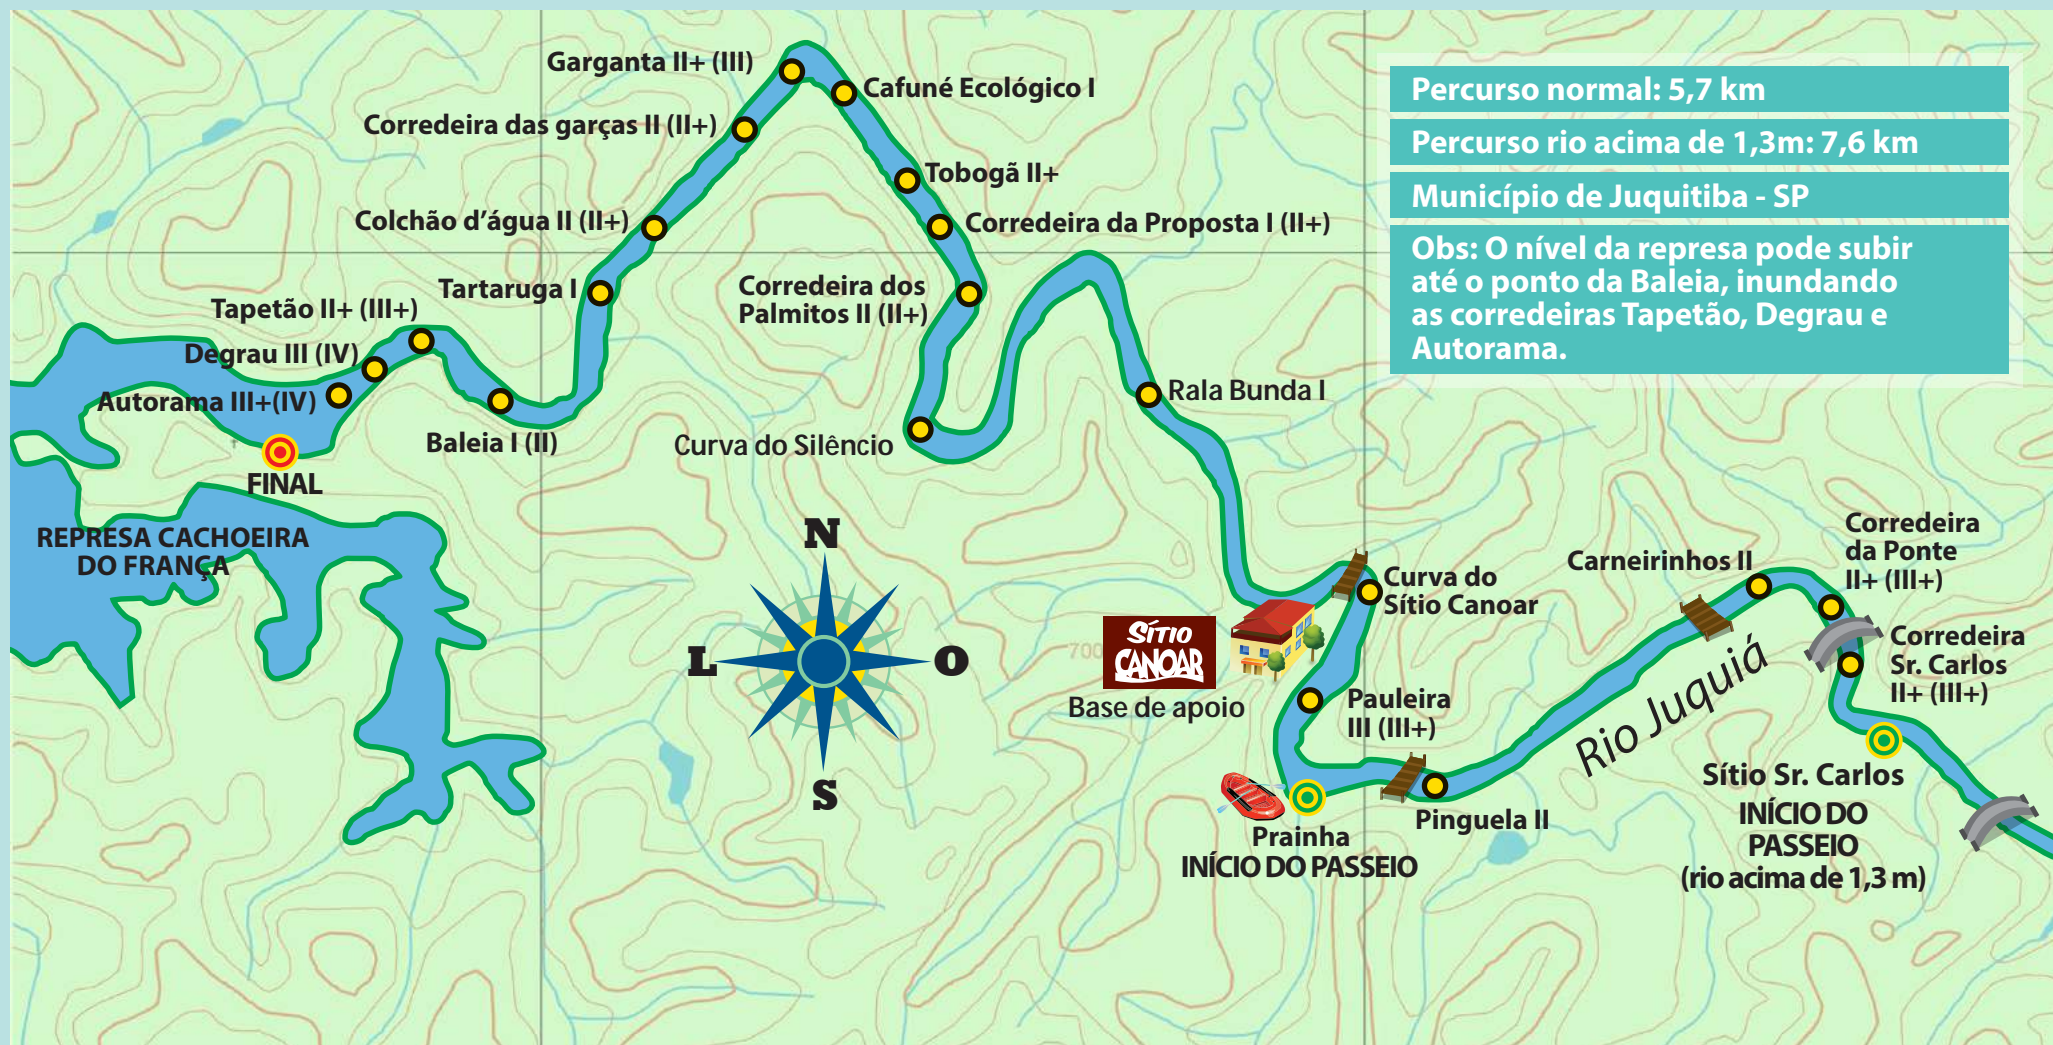 Garganta II+ (III)
Cafuné Ecológico I
Corredeira das garças II (II+)
Tobogã II+
Colchão d’água II (II+)
Corredeira da Proposta I (II+)
Tartaruga I
Corredeira dos
Palmitos II (II+)
Tapetão II+ (III+)
Degrau III (IV)
Autorama III+(IV)
Baleia I (II)
Curva do Silêncio
Rala Bunda I
FINAL
REPRESA CACHOEIRA
DO FRANÇA
Percurso normal: 5,7 km
Percurso rio acima de 1,3m: 7,6 km
Município de Juquitiba - SP
Obs: O nível da represa pode subir
até o ponto da Baleia, inundando
as corredeiras Tapetão, Degrau e
Autorama.
N
L
O
S
SÍTIO
CANOAR
Base de apoio
700
Curva do
Sítio Canoar
Pauleira
III (III+)
Prainha
INÍCIO DO PASSEIO
Pinguela II
Rio Juquiá
Carneirinhos II
Corredeira
da Ponte
II+ (III+)
Corredeira
Sr. Carlos
II+ (III+)
Sítio Sr. Carlos
INÍCIO DO
PASSEIO
(rio acima de 1,3 m)